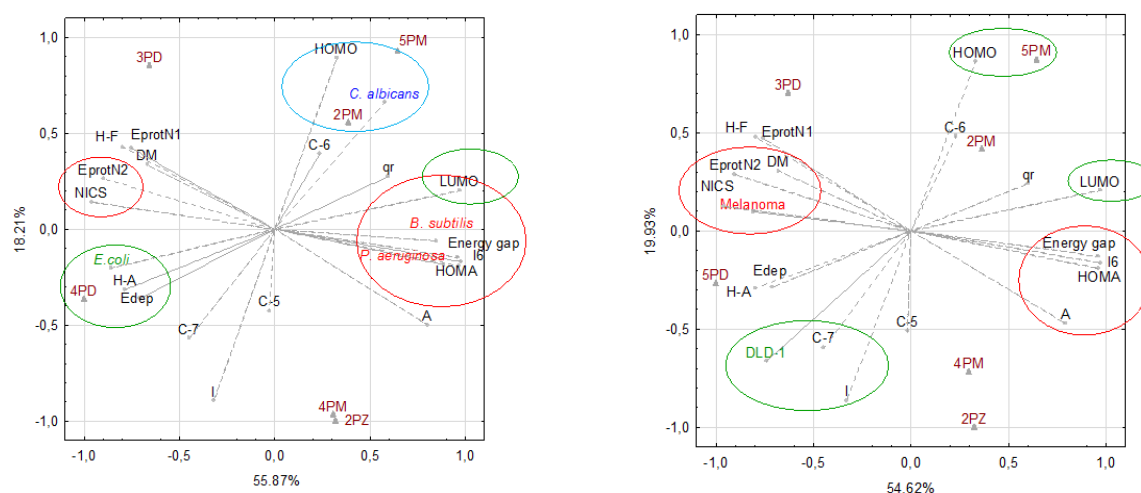 1,0
3PD
HOMO
5PM
C. albicans
2PM
0,5
H-F
EprotN1
C-6
DM
EprotN2
qr
NICS
LUMO
B. subtilis
0,0
Energy gap
E.coli
P. aeruginosa
I6
H-A
HOMA
4PD
Edep
C-5
A
-0,5
C-7
I
4PM
-1,0
2PZ
18.21%
-1,0
-0,5
0,0
0,5
1,0
55.87%
1,0
HOMO
5PM
3PD
0,5
H-F
EprotN1
C-6
2PM
EprotN2
DM
qr
NICS
LUMO
Melanoma
0,0
Energy gap
5PD
I6
H-A
Edep
HOMA
A
-0,5
C-5
DLD-1
C-7
4PM
I
-1,0
2PZ
19.93%
-1,0
-0,5
0,0
0,5
1,0
54.62%